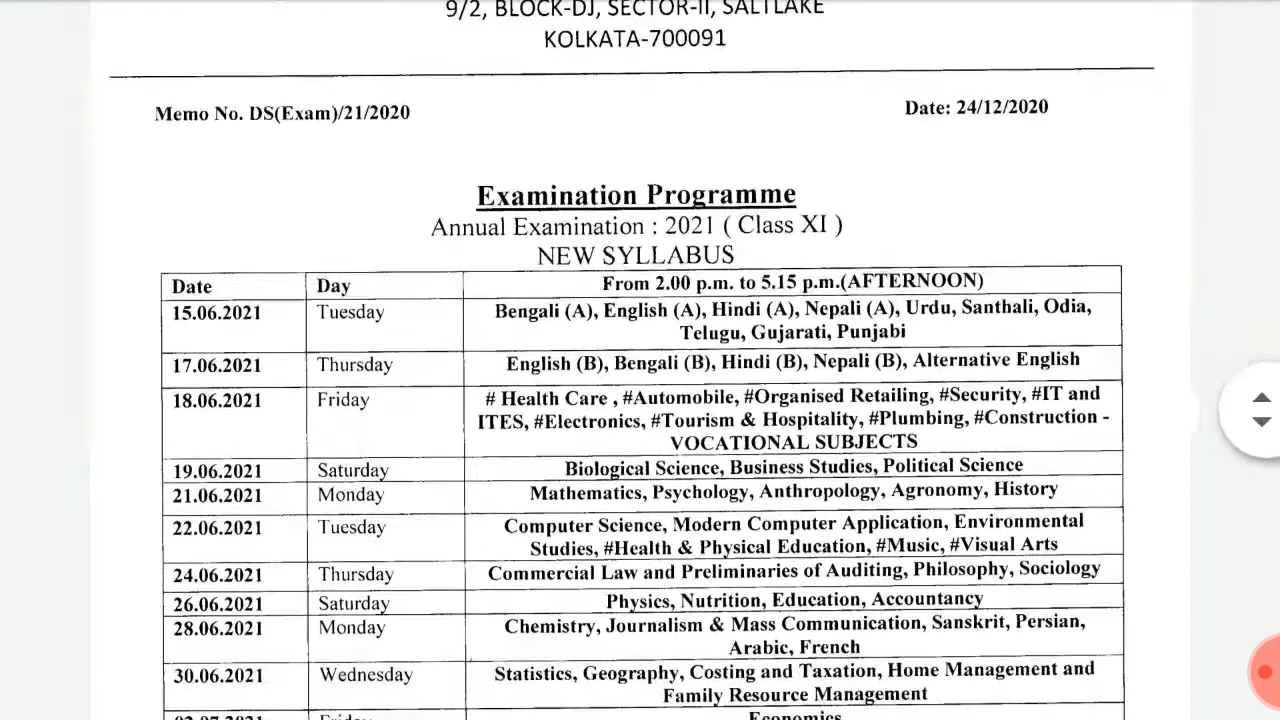 9/2, BLOCK-DJ, SECTOR-II, SALTLAKE
KOLKATA-700091
Memo No. DS(Exam)/21/2020
Date: 24/12/2020
Examination Programme
Annual Examination : 2021 ( Class XI )
NEW SYLLABUS
Date Day From 2.00 p.m. to 5.15 p.m.(AFTERNOON)
15.06.2021 Tuesday Bengali (A), English (A), Hindi (A), Nepali (A), Urdu, Santhali, Odia,
Telugu, Gujarati, Punjabi
17.06.2021 Thursday English (B), Bengali (B), Hindi (B), Nepali (B), Alternative English
18.06.2021 Friday # Health Care , #Automobile, #Organised Retailing, #Security, #IT and
ITES, #Electronics, #Tourism & Hospitality, #Plumbing, #Construction -
VOCATIONAL SUBJECTS
19.06.2021 Saturday Biological Science, Business Studies, Political Science
21.06.2021 Monday Mathematics, Psychology, Anthropology, Agronomy, History
22.06.2021 Tuesday Computer Science, Modern Computer Application, Environmental
Studies, #Health & Physical Education, #Music, #Visual Arts
24.06.2021 Thursday Commercial Law and Preliminaries of Auditing, Philosophy, Sociology
26.06.2021 Saturday Physics, Nutrition, Education, Accountancy
28.06.2021 Monday Chemistry, Journalism & Mass Communication, Sanskrit, Persian,
Arabic, French
30.06.2021 Wednesday Statistics, Geography, Costing and Taxation, Home Management and
Family Resource Management
02.07.2021 Friday Economics